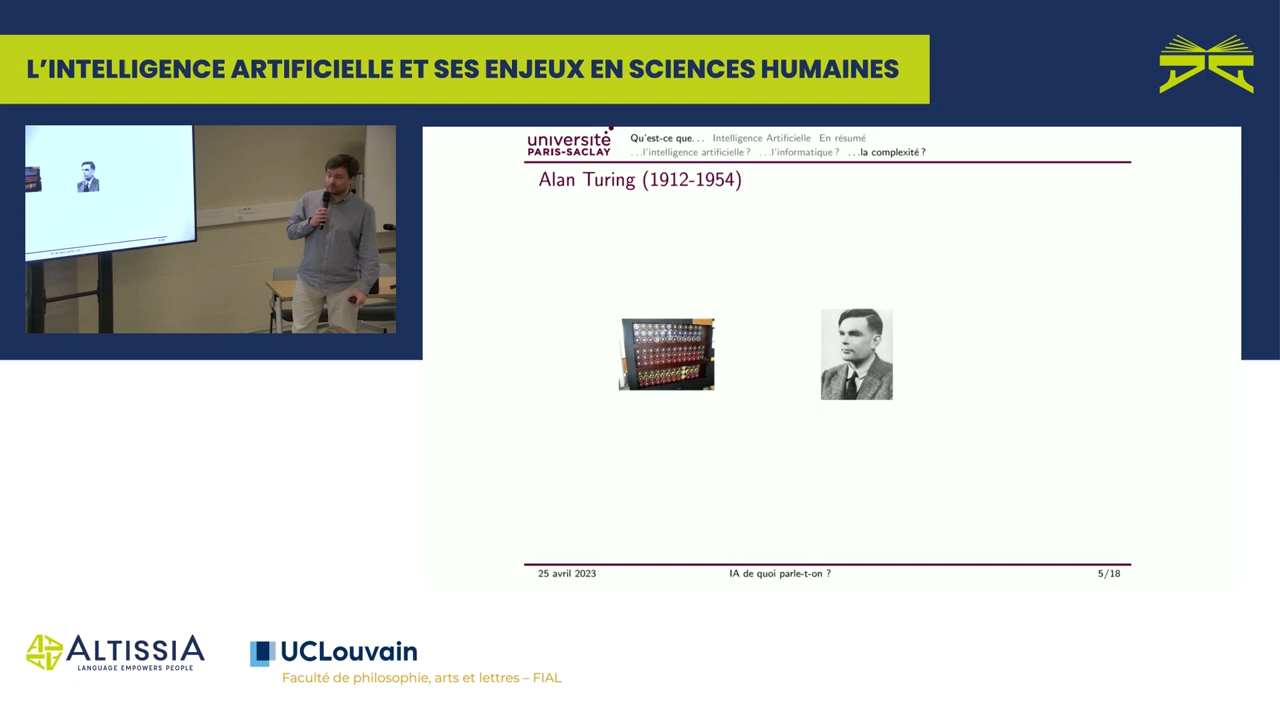 L'INTELLIGENCE ARTIFICIELLE ET SES ENJEUX EN SCIENCES HUMAINES
université
PARIS-SACLAY
Qu'est-ce que... Intelligence Artificielle En résumé
...l'intelligence artificielle ? ...l'informatique ? ...la complexité ?
Alan Turing (1912-1954)
25 avril 2023 IA de quoi parle-t-on ? 5/18
ALTISSIA
LANGUAGE EMPOWERS PEOPLE
UCLouvain
Faculté de philosophie, arts et lettres – FIAL